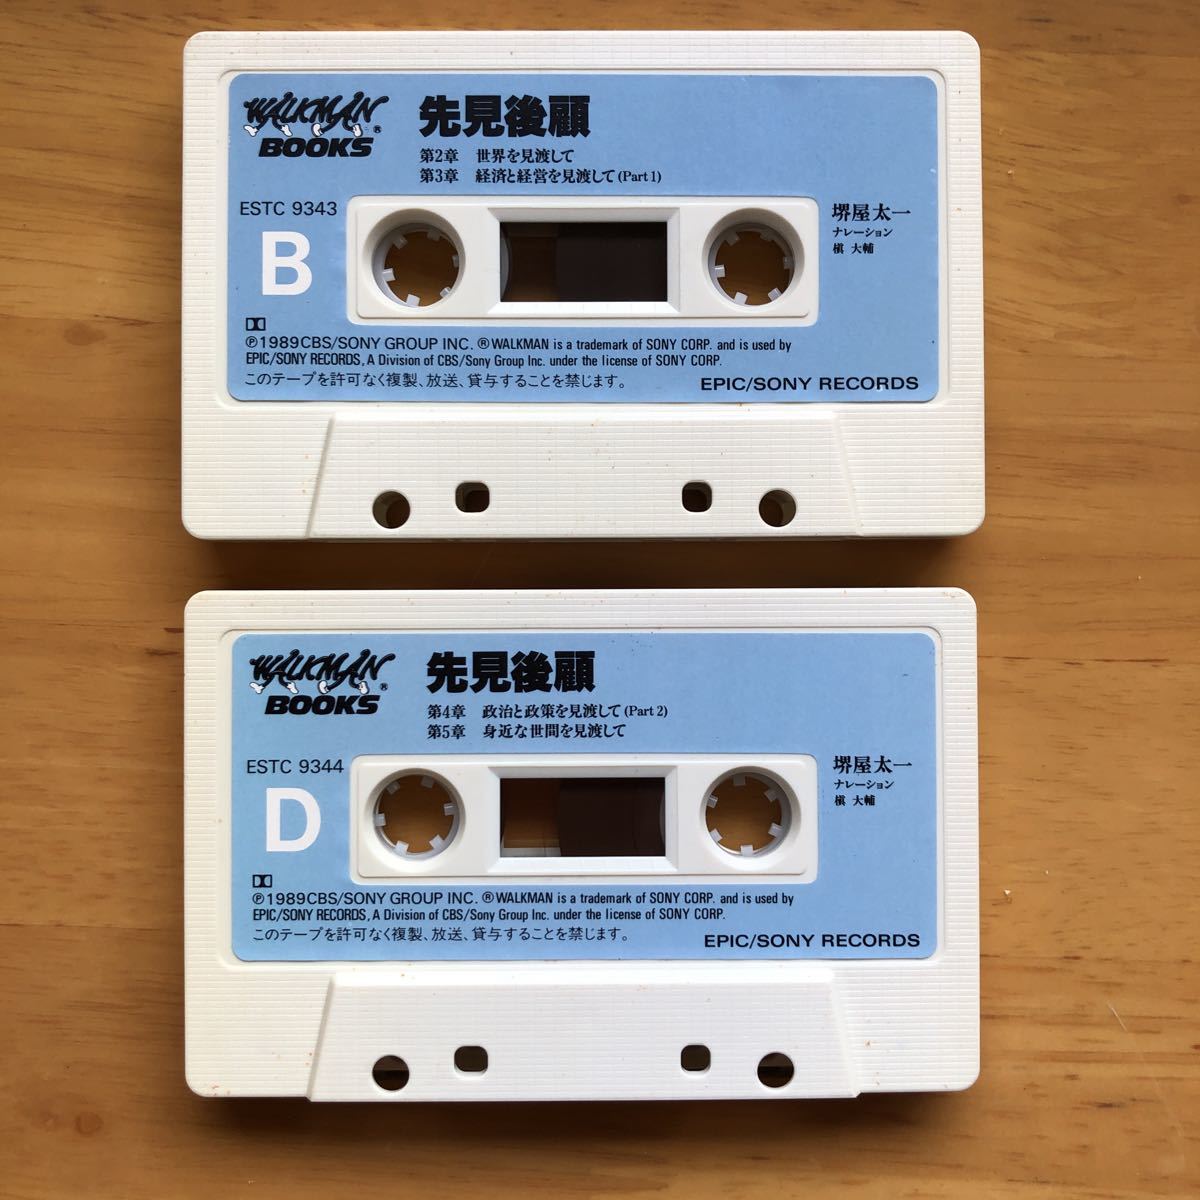 WALKMAN ®
BOOKS
先見後顧
第2章 世界を見渡して
第3章 経済と経営を見渡して(Part 1)
ESTC 9343
B
堺屋太一
ナレーション
槇 大輔
℗1989CBS/SONY GROUP INC. ®WALKMAN is a trademark of SONY CORP. and is used by
EPIC/SONY RECORDS, A Division of CBS/Sony Group Inc. under the license of SONY CORP.
このテープを許可なく複製、放送、貸与することを禁じます。
EPIC/SONY RECORDS
WALKMAN ®
BOOKS
先見後顧
第4章 政治と政策を見渡して(Part 2)
第5章 身近な世間を見渡して
ESTC 9344
D
堺屋太一
ナレーション
槇 大輔
℗1989CBS/SONY GROUP INC. ®WALKMAN is a trademark of SONY CORP. and is used by
EPIC/SONY RECORDS, A Division of CBS/Sony Group Inc. under the license of SONY CORP.
このテープを許可なく複製、放送、貸与することを禁じます。
EPIC/SONY RECORDS